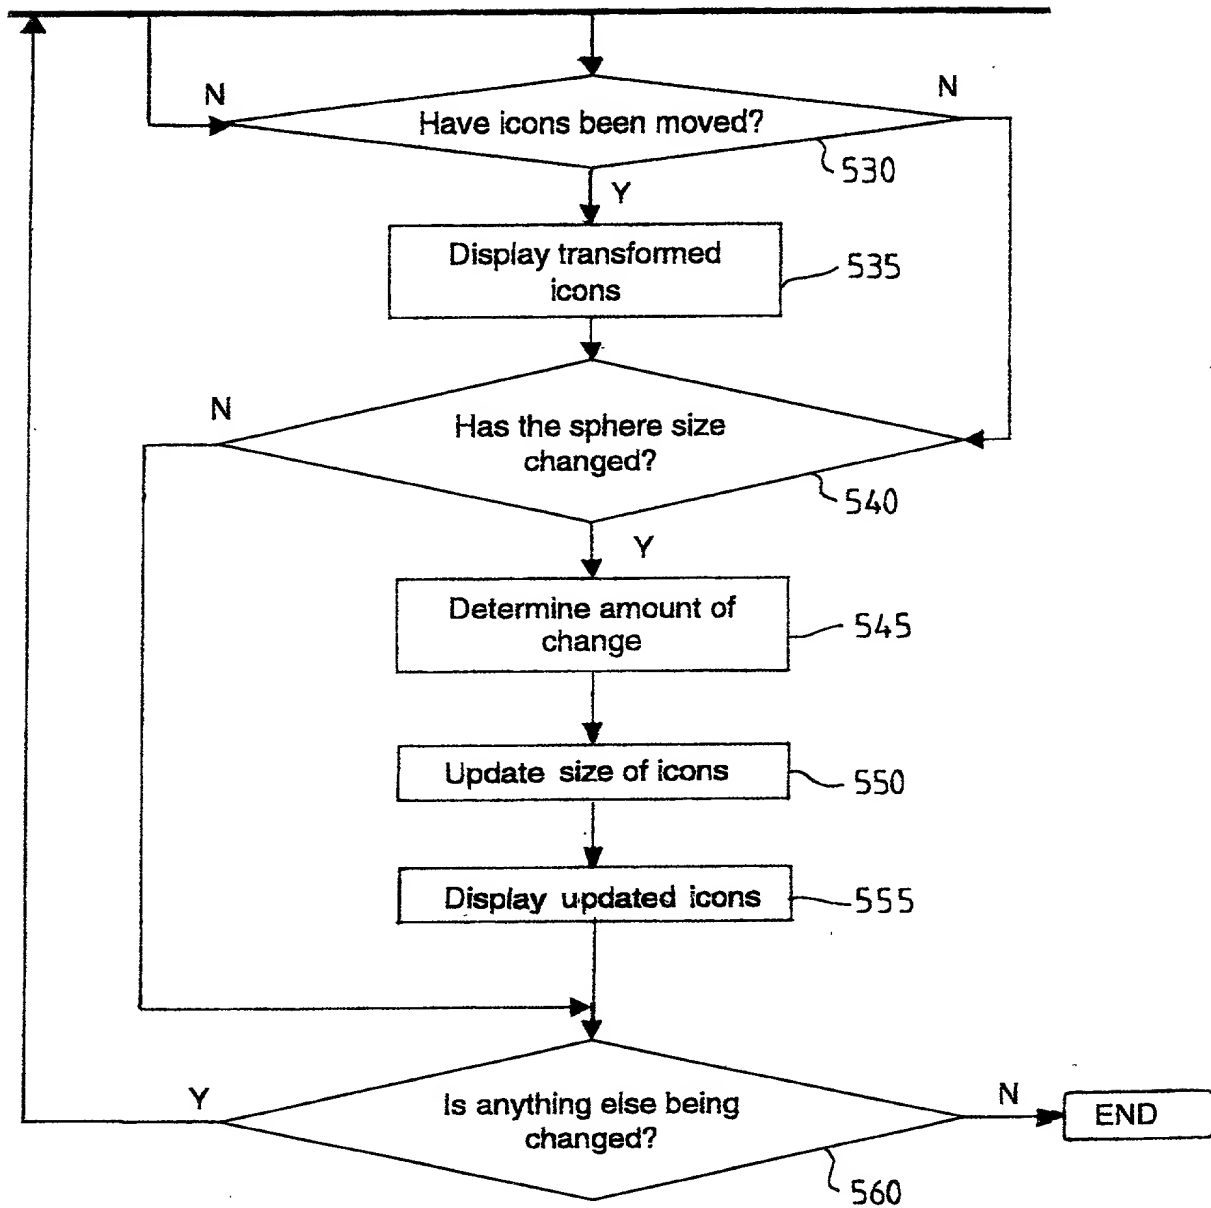 N
N
Have icons been moved?
530
Y
Display transformed
icons
535
N
Has the sphere size
changed?
540
Y
Determine amount of
change
545
Update size of icons
550
Display updated icons
555
Y
Is anything else being
changed?
N
END
560